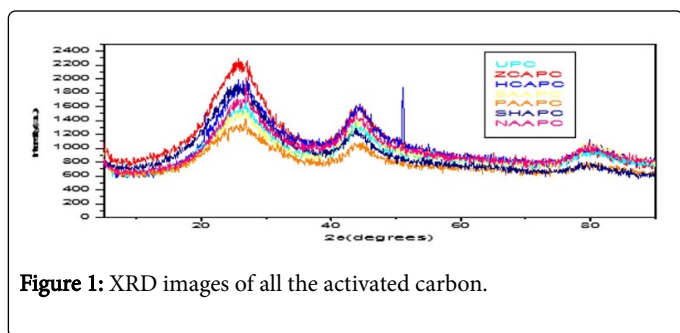 2400
2200
2000
1800
1600
1400
1200
1000
800
600
400
200
0
UPC
ZCAPC
HCAPC
PAAPC
SHAPC
NAAPC
20 40 60 80
2θ(degrees)
Figure 1: XRD images of all the activated carbon.